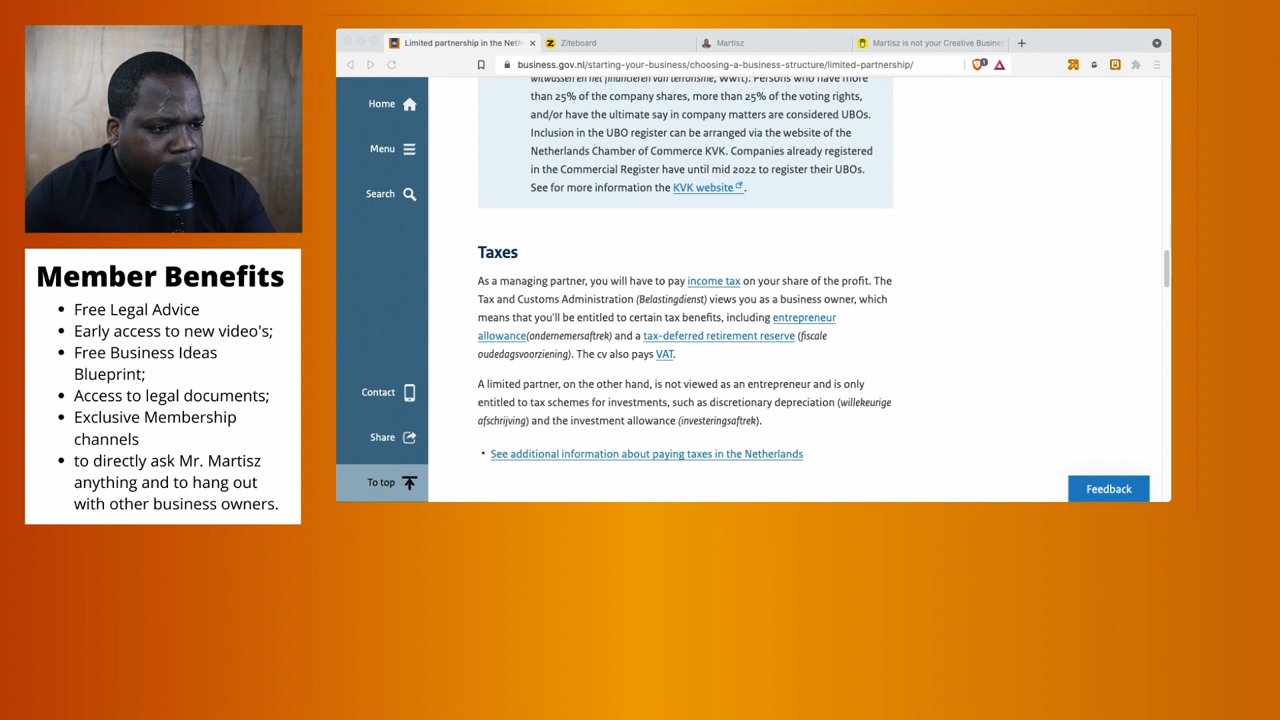 Member Benefits
• Free Legal Advice
• Early access to new video's;
• Free Business Ideas
Blueprint;
• Access to legal documents;
• Exclusive Membership
channels
• to directly ask Mr. Martisz
anything and to hang out
with other business owners.
Limited partnership in the Neth
Ziteboard
Martisz
Martisz is not your Creative Busine
business.gov.nl/starting-your-business/choosing-a-business-structure/limited-partnership/
Home
Menu
Search
Contact
Share
To top
witwassen en het financieren van terrorisme, Wwft). Persons who have more
than 25% of the company shares, more than 25% of the voting rights,
and/or have the ultimate say in company matters are considered UBOs.
Inclusion in the UBO register can be arranged via the website of the
Netherlands Chamber of Commerce KVK. Companies already registered
in the Commercial Register have until mid 2022 to register their UBOs.
See for more information the KVK website.
Taxes
As a managing partner, you will have to pay income tax on your share of the profit. The
Tax and Customs Administration (Belastingdienst) views you as a business owner, which
means that you'll be entitled to certain tax benefits, including entrepreneur
allowance(ondernemersaftrek) and a tax-deferred retirement reserve (fiscale
oudedagsvoorziening). The cv also pays VAT.
A limited partner, on the other hand, is not viewed as an entrepreneur and is only
entitled to tax schemes for investments, such as discretionary depreciation (willekeurige
afschrijving) and the investment allowance (investeringsaftrek).
• See additional information about paying taxes in the Netherlands
Feedback